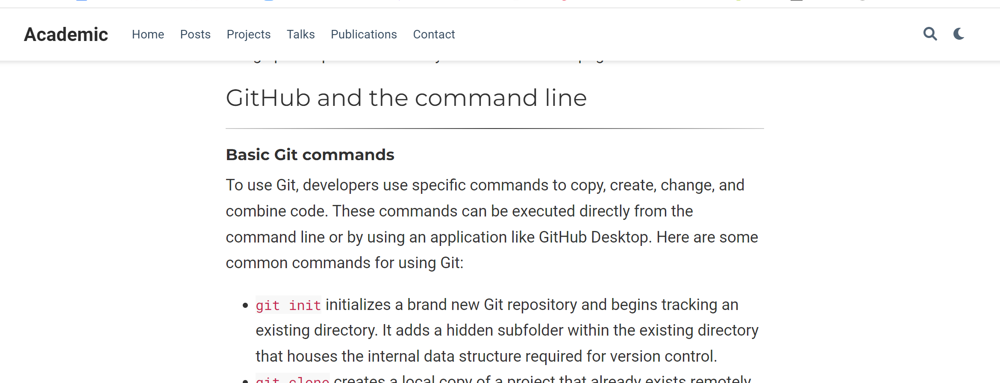 Academic Home Posts Projects Talks Publications Contact
GitHub and the command line
Basic Git commands
To use Git, developers use specific commands to copy, create, change, and
combine code. These commands can be executed directly from the
command line or by using an application like GitHub Desktop. Here are some
common commands for using Git:
• git init initializes a brand new Git repository and begins tracking an
existing directory. It adds a hidden subfolder within the existing directory
that houses the internal data structure required for version control.
• git clone creates a local copy of a project that already exists remotely.